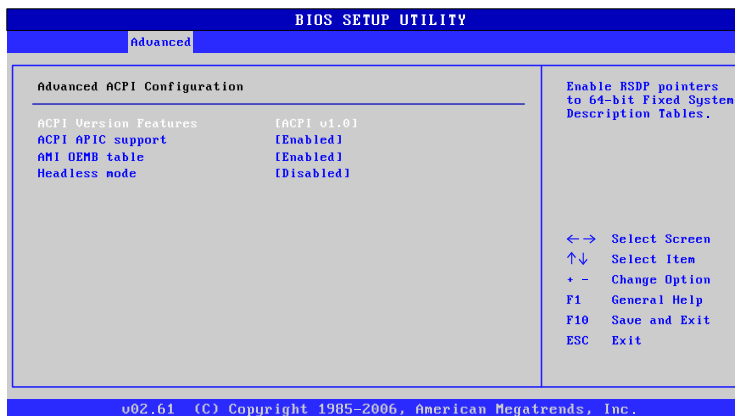 BIOS SETUP UTILITY
Advanced
Advanced ACPI Configuration
ACPI Version Features [ACPI v1.0]
ACPI APIC support [Enabled]
AMI OEMB table [Enabled]
Headless mode [Disabled]
Enable RSDP pointers
to 64-bit Fixed System
Description Tables.
←→ Select Screen
↑↓ Select Item
+ - Change Option
F1 General Help
F10 Save and Exit
ESC Exit
v02.61 (C) Copyright 1985-2006, American Megatrends, Inc.